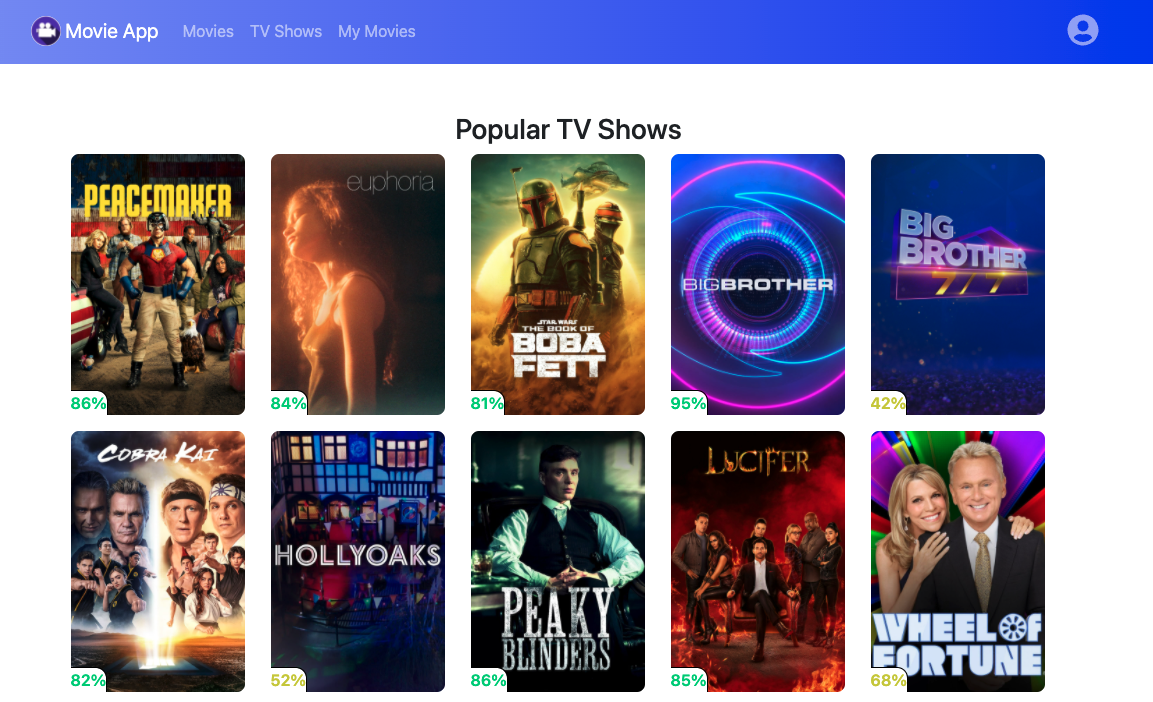 Movie App Movies TV Shows My Movies
Popular TV Shows
PEACEMAKER
euphoria
STAR WARS
THE BOOK OF
BOBA
FETT
BIGBROTHER
BIG
BROTHER
7/7
86% 84% 81% 95% 42%
COBRA KAI
HOLLYOAKS
PEAKY
BLINDERS
LUCIFER
WHEEL OF
FORTUNE
82% 52% 86% 85% 68%